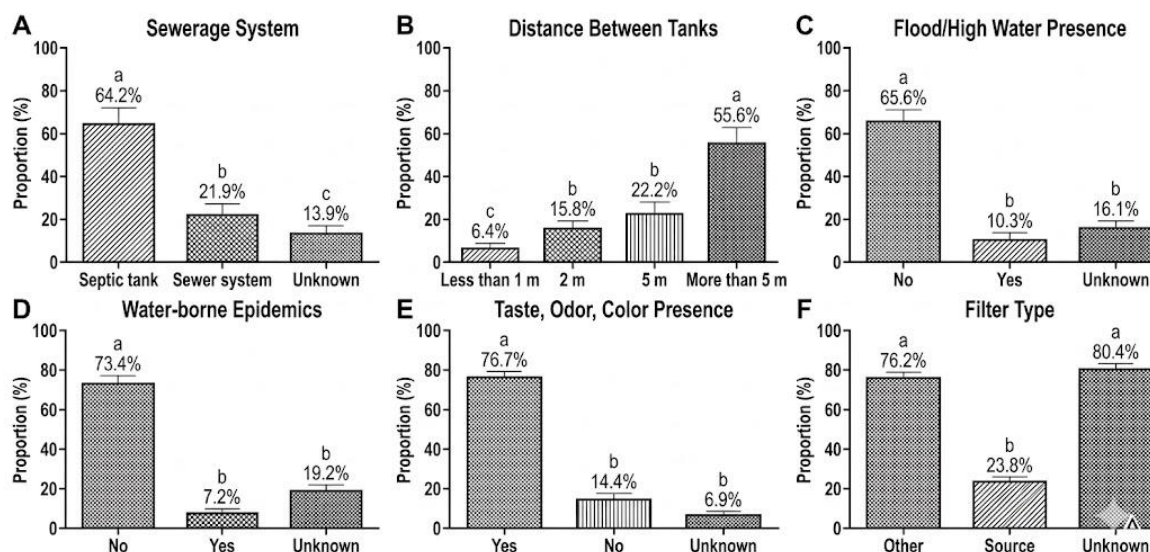 A Sewerage System
Proportion (%)
100
80
60
40
20
0
a
64.2%
b
21.9%
c
13.9%
Septic tank Sewer system Unknown
B Distance Between Tanks
Proportion (%)
100
80
60
40
20
0
c
6.4%
b
15.8%
b
22.2%
a
55.6%
Less than 1 m 2 m 5 m More than 5 m
C Flood/High Water Presence
Proportion (%)
100
80
60
40
20
0
a
65.6%
b
10.3%
b
16.1%
No Yes Unknown
D Water-borne Epidemics
Proportion (%)
100
80
60
40
20
0
a
73.4%
b
7.2%
b
19.2%
No Yes Unknown
E Taste, Odor, Color Presence
Proportion (%)
100
80
60
40
20
0
a
76.7%
b
14.4%
b
6.9%
Yes No Unknown
F Filter Type
Proportion (%)
100
80
60
40
20
0
a
76.2%
b
23.8%
a
80.4%
Other Source Unknown